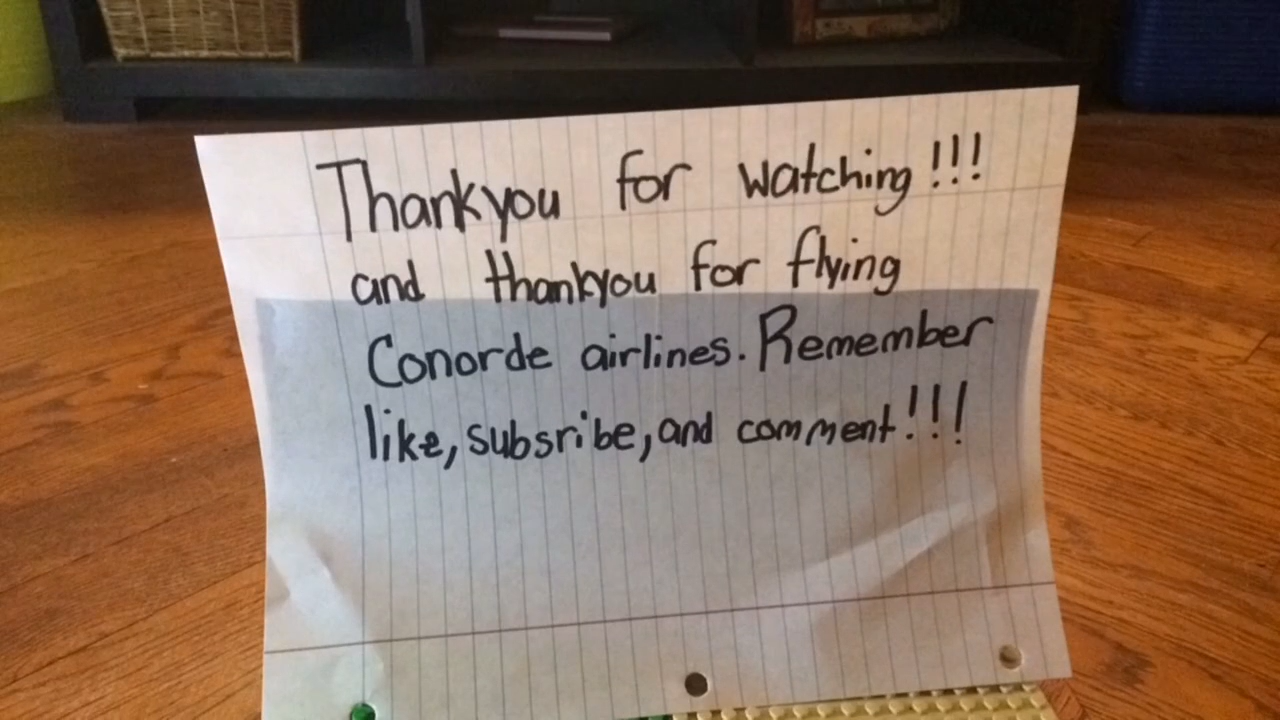 Thankyou for watching!!!
and thankyou for flying
Conorde airlines. Remember
like, subsribe, and comment!!!